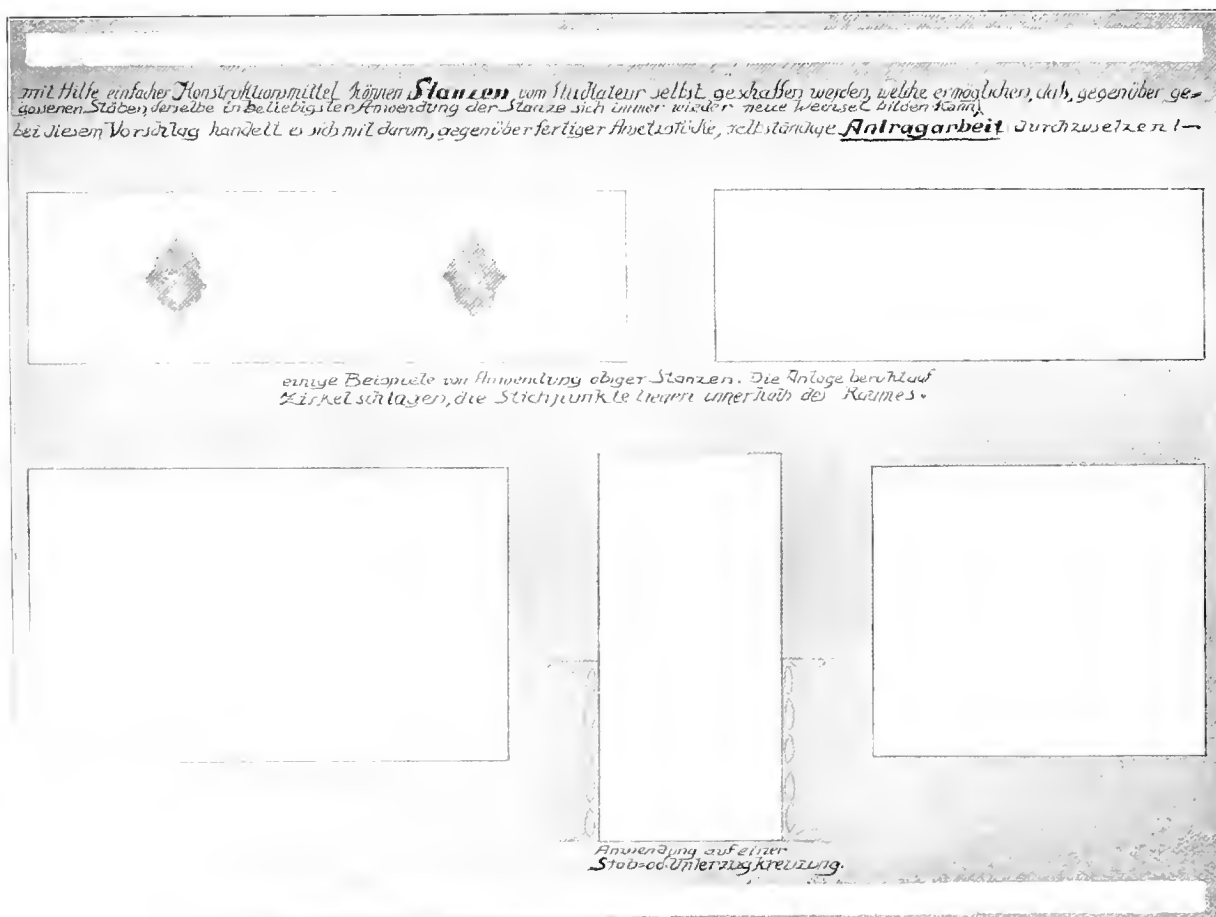 mit Hilfe einfacher Konstruktionsmittel können Stanzen vom Stuckateur selbst geschaffen werden, welche ermöglichen, daß, gegenüber ge=
gossenen Stäben, derselbe in beliebigster Anwendung der Stanze sich immer wieder neue Wechsel bilden kann,
bei diesem Vorschlag handelt es sich mit darum, gegenüber fertiger Ansetzstücke, selbständige Antragarbeit durchzusetzen!—
einige Beispiele von Anwendung obiger Stanzen. Die Anlage beruht auf
Zirkelschlägen, die Stichpunkte liegen innerhalb des Raumes.
Anwendung auf einer
Stab=od. Unterzugkreuzung.